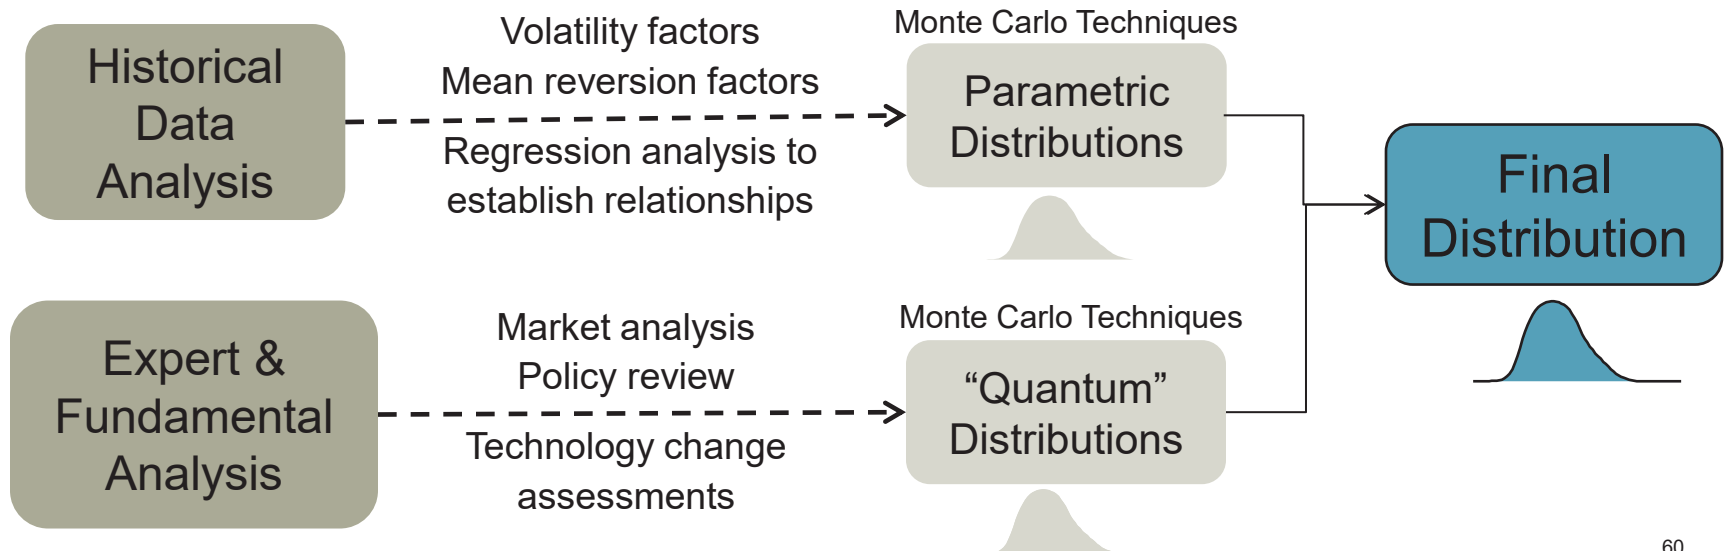 Historical
Data
Analysis
Volatility factors
Mean reversion factors
Regression analysis to
establish relationships
Monte Carlo Techniques
Parametric
Distributions
Final
Distribution
Expert &
Fundamental
Analysis
Market analysis
Policy review
Technology change
assessments
Monte Carlo Techniques
“Quantum”
Distributions
60